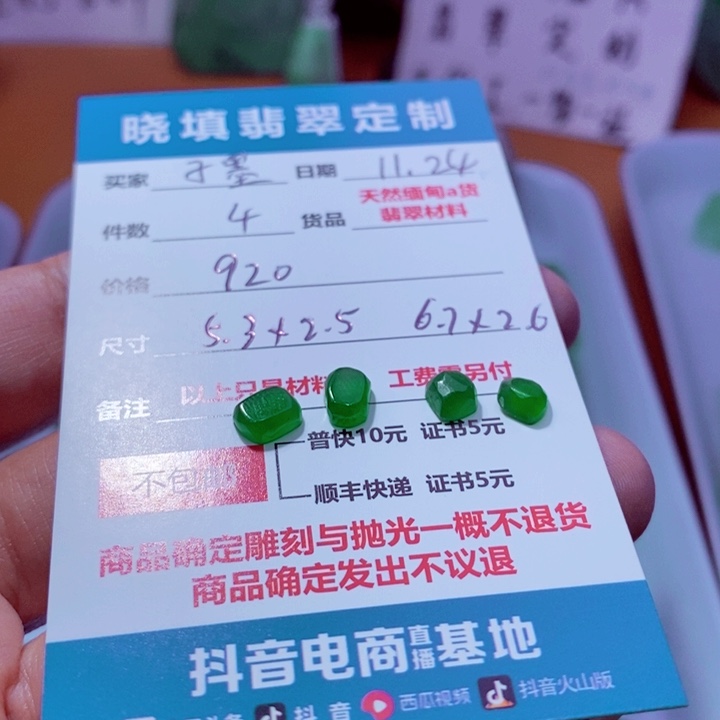 晓填翡翠定制
买家 子墨 日期 11.24
件数 4 货品 天然缅甸a货
翡翠材料
价格 920
尺寸 5.3+2.5 6.7×2.6
备注 以上只是材料 工费需另付
普快10元 证书5元
不包邮
顺丰快递 证书5元
商品确定雕刻与抛光一概不退货
商品确定发出不议退
抖音电商直播基地
抖音 西瓜视频 抖音火山版